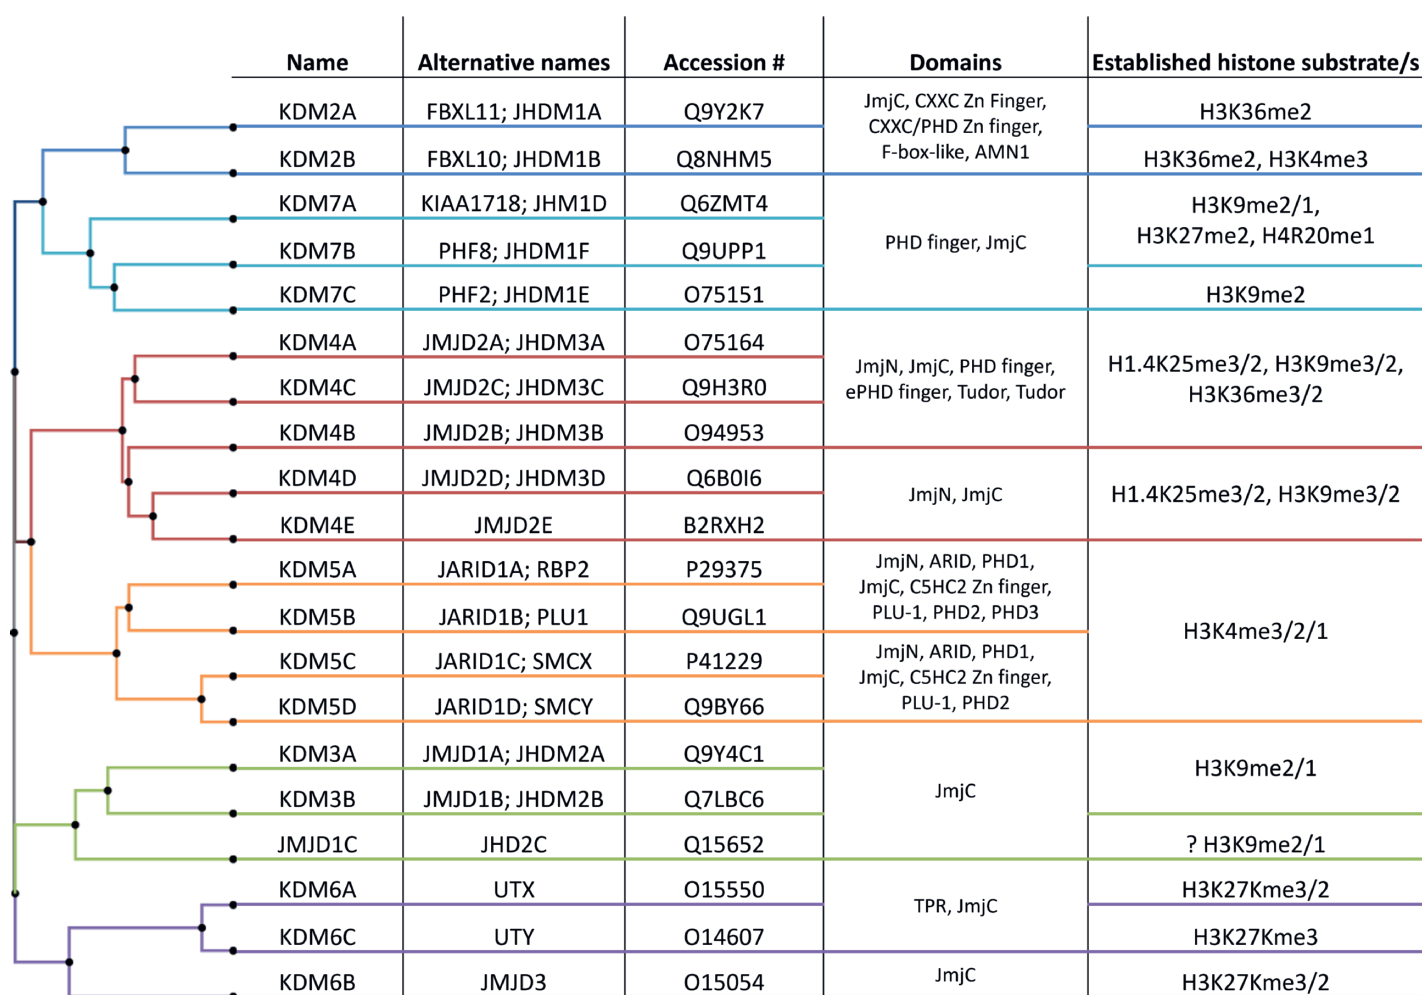 Name Alternative names Accession # Domains Established histone substrate/s
KDM2A FBXL11; JHDM1A Q9Y2K7 JmjC, CXXC Zn Finger, H3K36me2
CXXC/PHD Zn finger,
KDM2B FBXL10; JHDM1B Q8NHM5 F-box-like, AMN1 H3K36me2, H3K4me3
KDM7A KIAA1718; JHM1D Q6ZMT4 H3K9me2/1,
KDM7B PHF8; JHDM1F Q9UPP1 PHD finger, JmjC H3K27me2, H4R20me1
KDM7C PHF2; JHDM1E O75151 H3K9me2
KDM4A JMJD2A; JHDM3A O75164 JmjN, JmjC, PHD finger, H1.4K25me3/2, H3K9me3/2,
KDM4C JMJD2C; JHDM3C Q9H3R0 ePHD finger, Tudor, Tudor H3K36me3/2
KDM4B JMJD2B; JHDM3B O94953
KDM4D JMJD2D; JHDM3D Q6B0I6 JmjN, JmjC H1.4K25me3/2, H3K9me3/2
KDM4E JMJD2E B2RXH2
KDM5A JARID1A; RBP2 P29375 JmjN, ARID, PHD1,
JmjC, C5HC2 Zn finger,
KDM5B JARID1B; PLU1 Q9UGL1 PLU-1, PHD2, PHD3 H3K4me3/2/1
KDM5C JARID1C; SMCX P41229 JmjN, ARID, PHD1,
JmjC, C5HC2 Zn finger,
KDM5D JARID1D; SMCY Q9BY66 PLU-1, PHD2
KDM3A JMJD1A; JHDM2A Q9Y4C1 H3K9me2/1
KDM3B JMJD1B; JHDM2B Q7LBC6 JmjC
JMJD1C JHD2C Q15652 ? H3K9me2/1
KDM6A UTX O15550 TPR, JmjC H3K27Kme3/2
KDM6C UTY O14607 H3K27Kme3
KDM6B JMJD3 O15054 JmjC H3K27Kme3/2